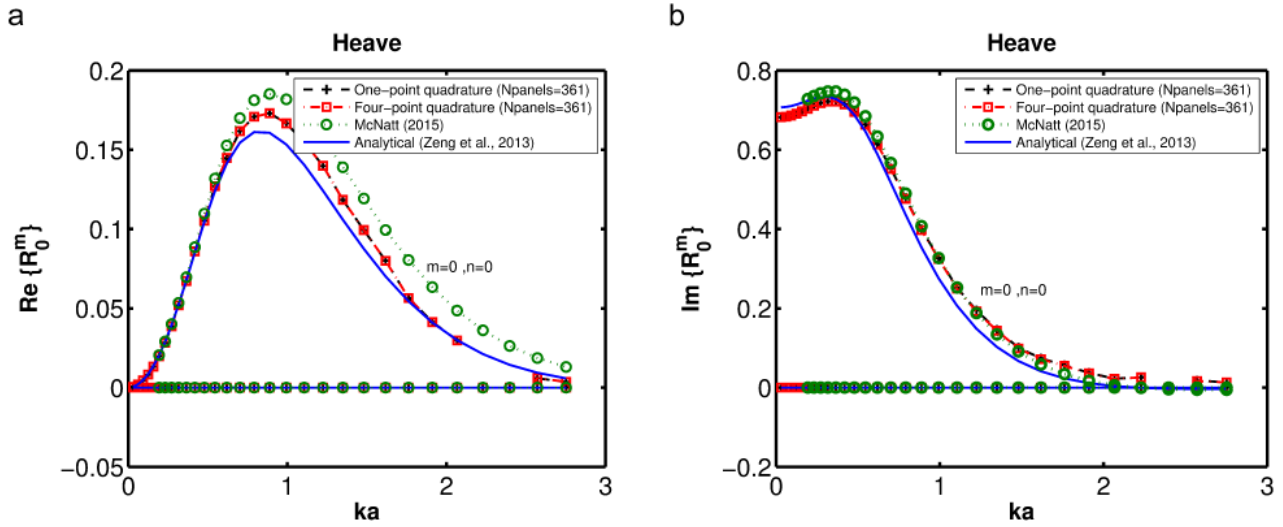 a
Heave
0.2
0.15
0.1
0.05
0
−0.05
Re {R₀ᵐ}
One-point quadrature (Npanels=361)
Four-point quadrature (Npanels=361)
McNatt (2015)
Analytical (Zeng et al., 2013)
m=0 ,n=0
0 1 2 3
ka
b
Heave
0.8
0.6
0.4
0.2
0
−0.2
Im {R₀ᵐ}
One-point quadrature (Npanels=361)
Four-point quadrature (Npanels=361)
McNatt (2015)
Analytical (Zeng et al., 2013)
m=0 ,n=0
0 1 2 3
ka